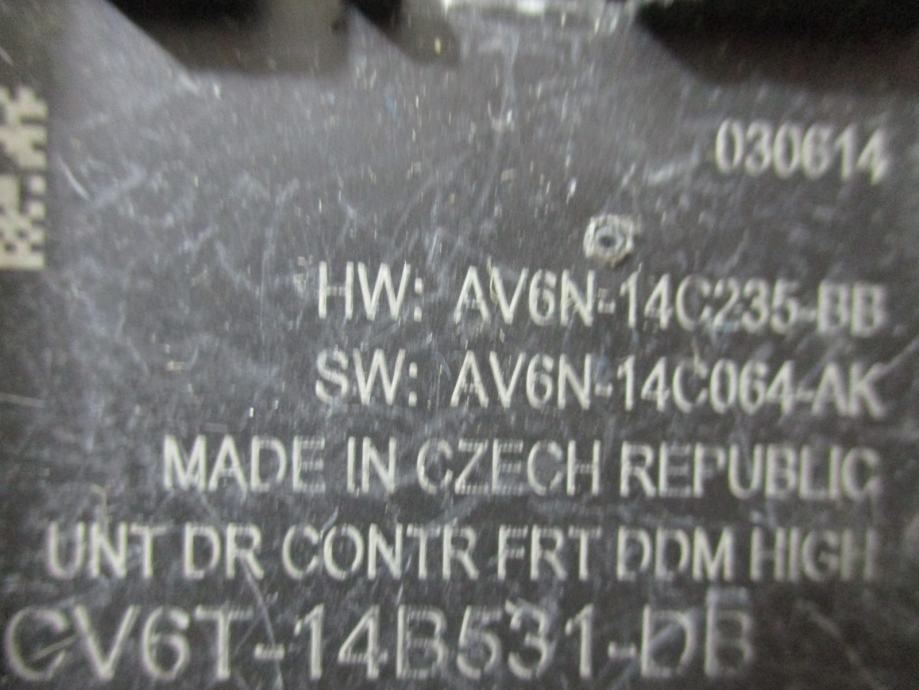 030614
HW: AV6N-14C235-BB
SW: AV6N-14C064-AK
MADE IN CZECH REPUBLIC
UNT DR CONTR FRT DDM HIGH
CV6T-14B531-DB